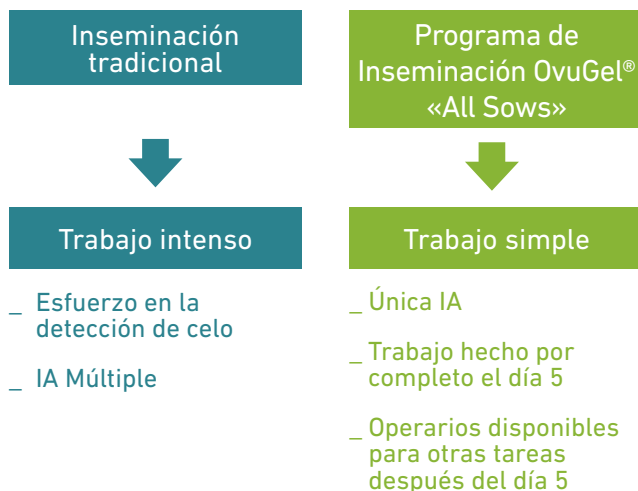 Inseminación
tradicional
Trabajo intenso
_ Esfuerzo en la
detección de celo
_ IA Múltiple
Programa de
Inseminación OvuGel®
«All Sows»
Trabajo simple
_ Única IA
_ Trabajo hecho por
completo el día 5
_ Operarios disponibles
para otras tareas
después del día 5